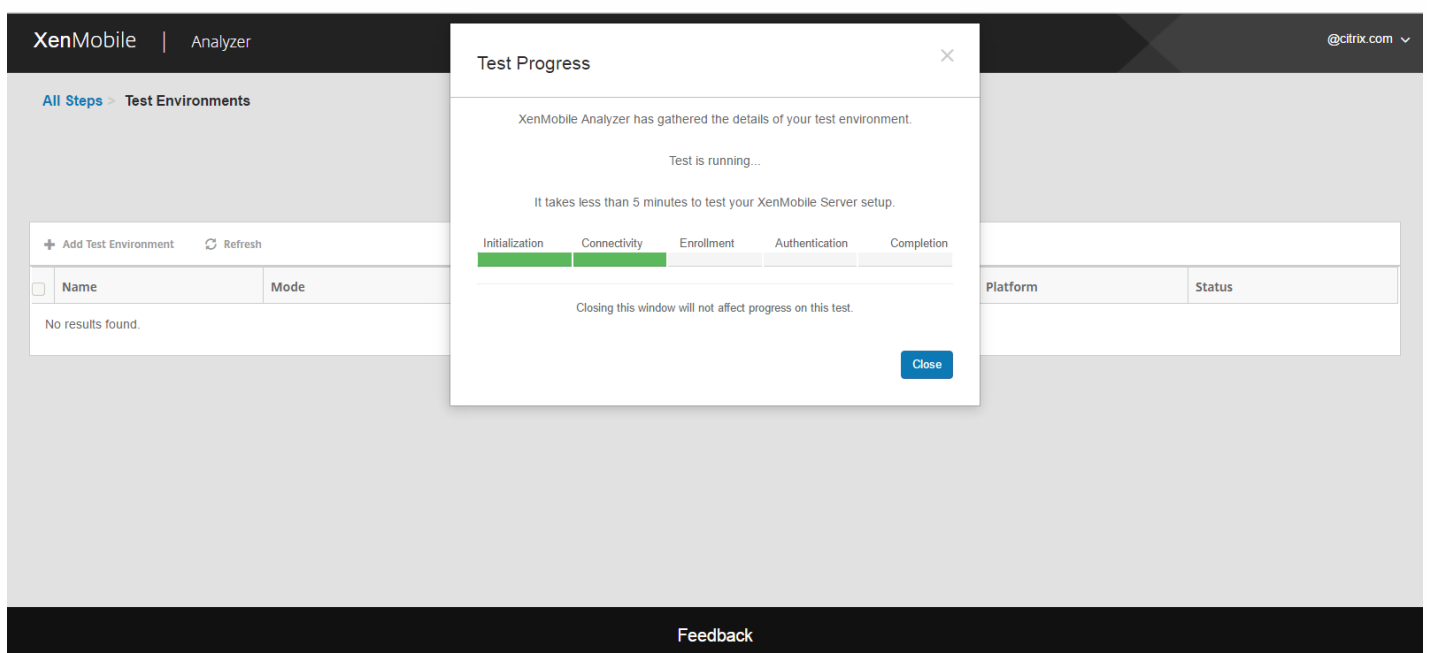 XenMobile | Analyzer
@citrix.com
All Steps > Test Environments
Test Progress
XenMobile Analyzer has gathered the details of your test environment.
Test is running...
It takes less than 5 minutes to test your XenMobile Server setup.
Initialization Connectivity Enrollment Authentication Completion
Closing this window will not affect progress on this test.
Close
Add Test Environment Refresh
Name Mode Platform Status
No results found.
Feedback